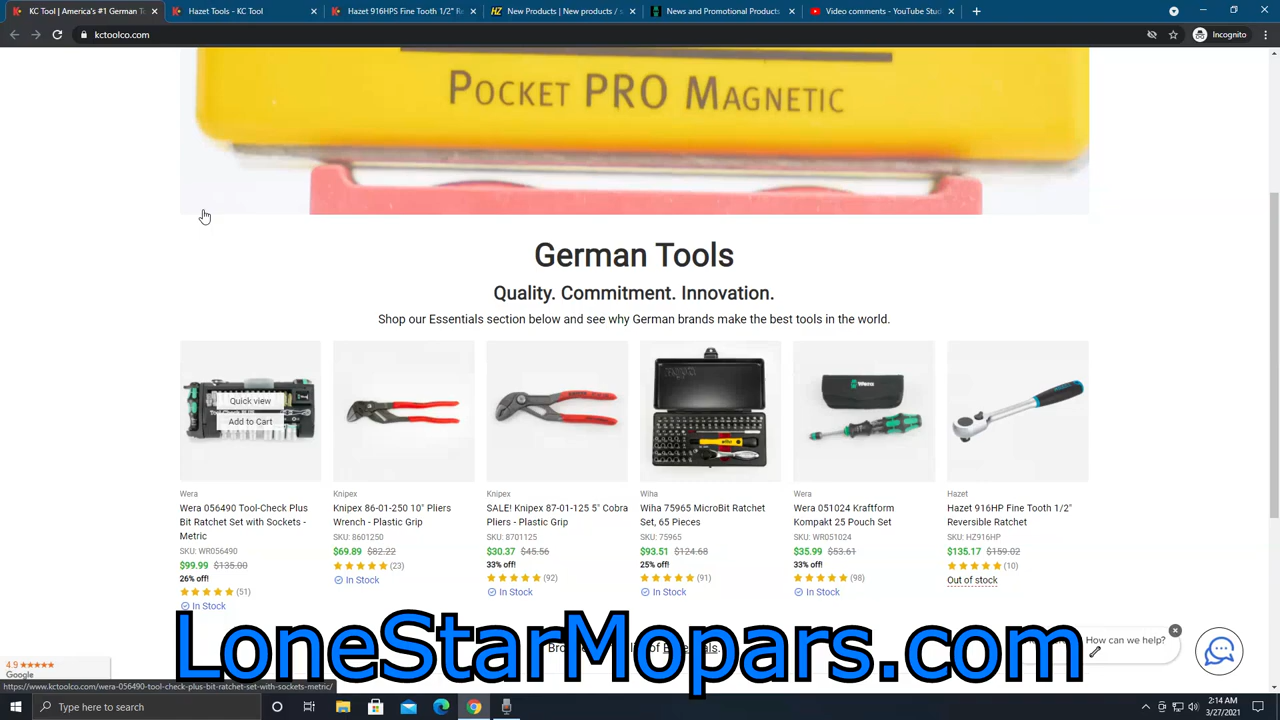 KC Tool | America's #1 German
Hazet Tools - KC Tool
Hazet 916HPS Fine Tooth 1/2" Re
New Products | New products / s
News and Promotional Products
Video comments - YouTube Stud
kctoolco.com
Incognito
POCKET PRO MAGNETIC
German Tools
Quality. Commitment. Innovation.
Shop our Essentials section below and see why German brands make the best tools in the world.
Quick view
Add to Cart
Wera
Wera
Wera 056490 Tool-Check Plus
Bit Ratchet Set with Sockets -
Metric
SKU: WR056490
$99.99 $135.00
26% off!
(51)
In Stock
Knipex
Knipex 86-01-250 10" Pliers
Wrench - Plastic Grip
SKU: 8601250
$69.89 $82.22
(23)
In Stock
Knipex
SALE! Knipex 87-01-125 5" Cobra
Pliers - Plastic Grip
SKU: 8701125
$30.37 $45.56
33% off!
(92)
In Stock
Wiha
Wiha 75965 MicroBit Ratchet
Set, 65 Pieces
SKU: 75965
$93.51 $124.68
25% off!
(91)
In Stock
Wera
Wera 051024 Kraftform
Kompakt 25 Pouch Set
SKU: WR051024
$35.99 $53.61
33% off!
(98)
In Stock
Hazet
Hazet 916HP Fine Tooth 1/2"
Reversible Ratchet
SKU: HZ916HP
$135.17 $159.02
(10)
Out of stock
LoneStarMopars.com
How can we help?
4.9
Google
https://www.kctoolco.com/wera-056490-tool-check-plus-bit-ratchet-set-with-sockets-metric/
Type here to search
2:14 AM
3/27/2021